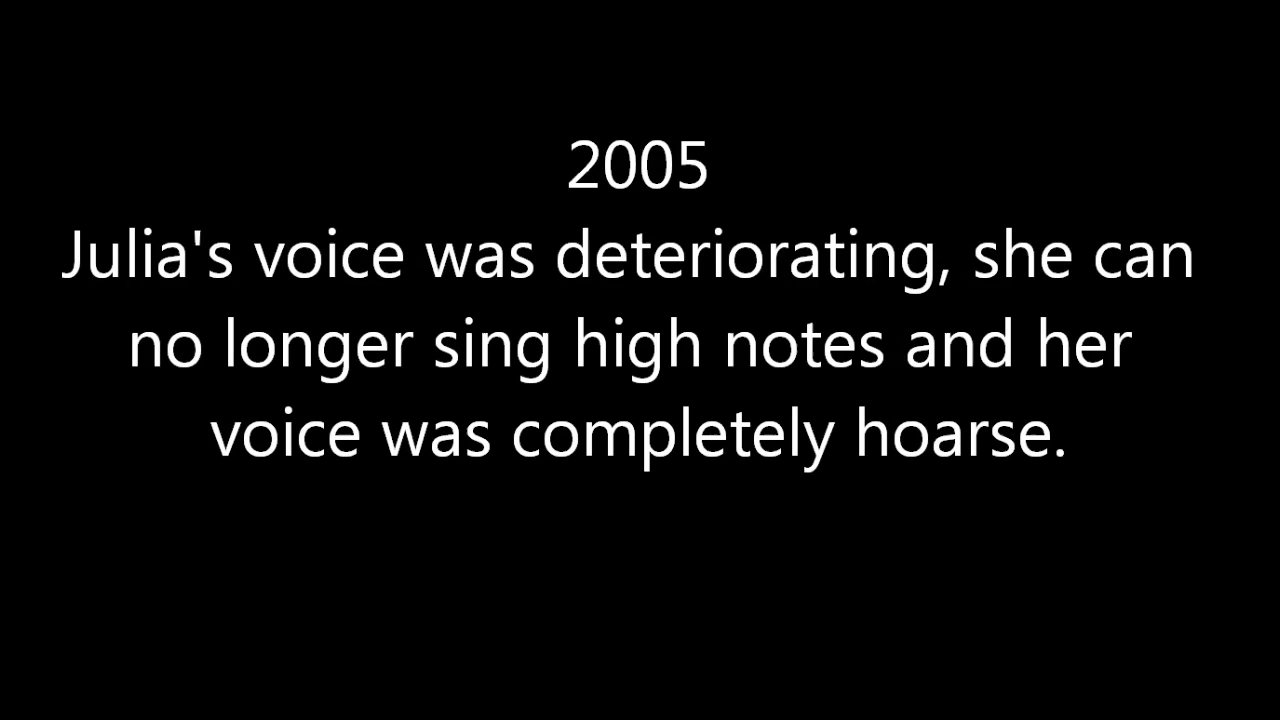 2005
Julia's voice was deteriorating, she can
no longer sing high notes and her
voice was completely hoarse.